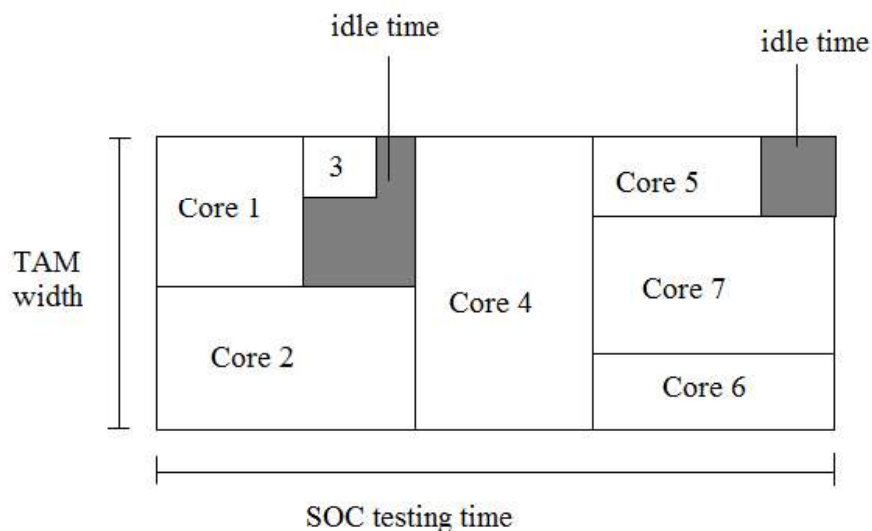 idle time
idle time
3
Core 1
Core 5
TAM
width
Core 4
Core 7
Core 2
Core 6
SOC testing time